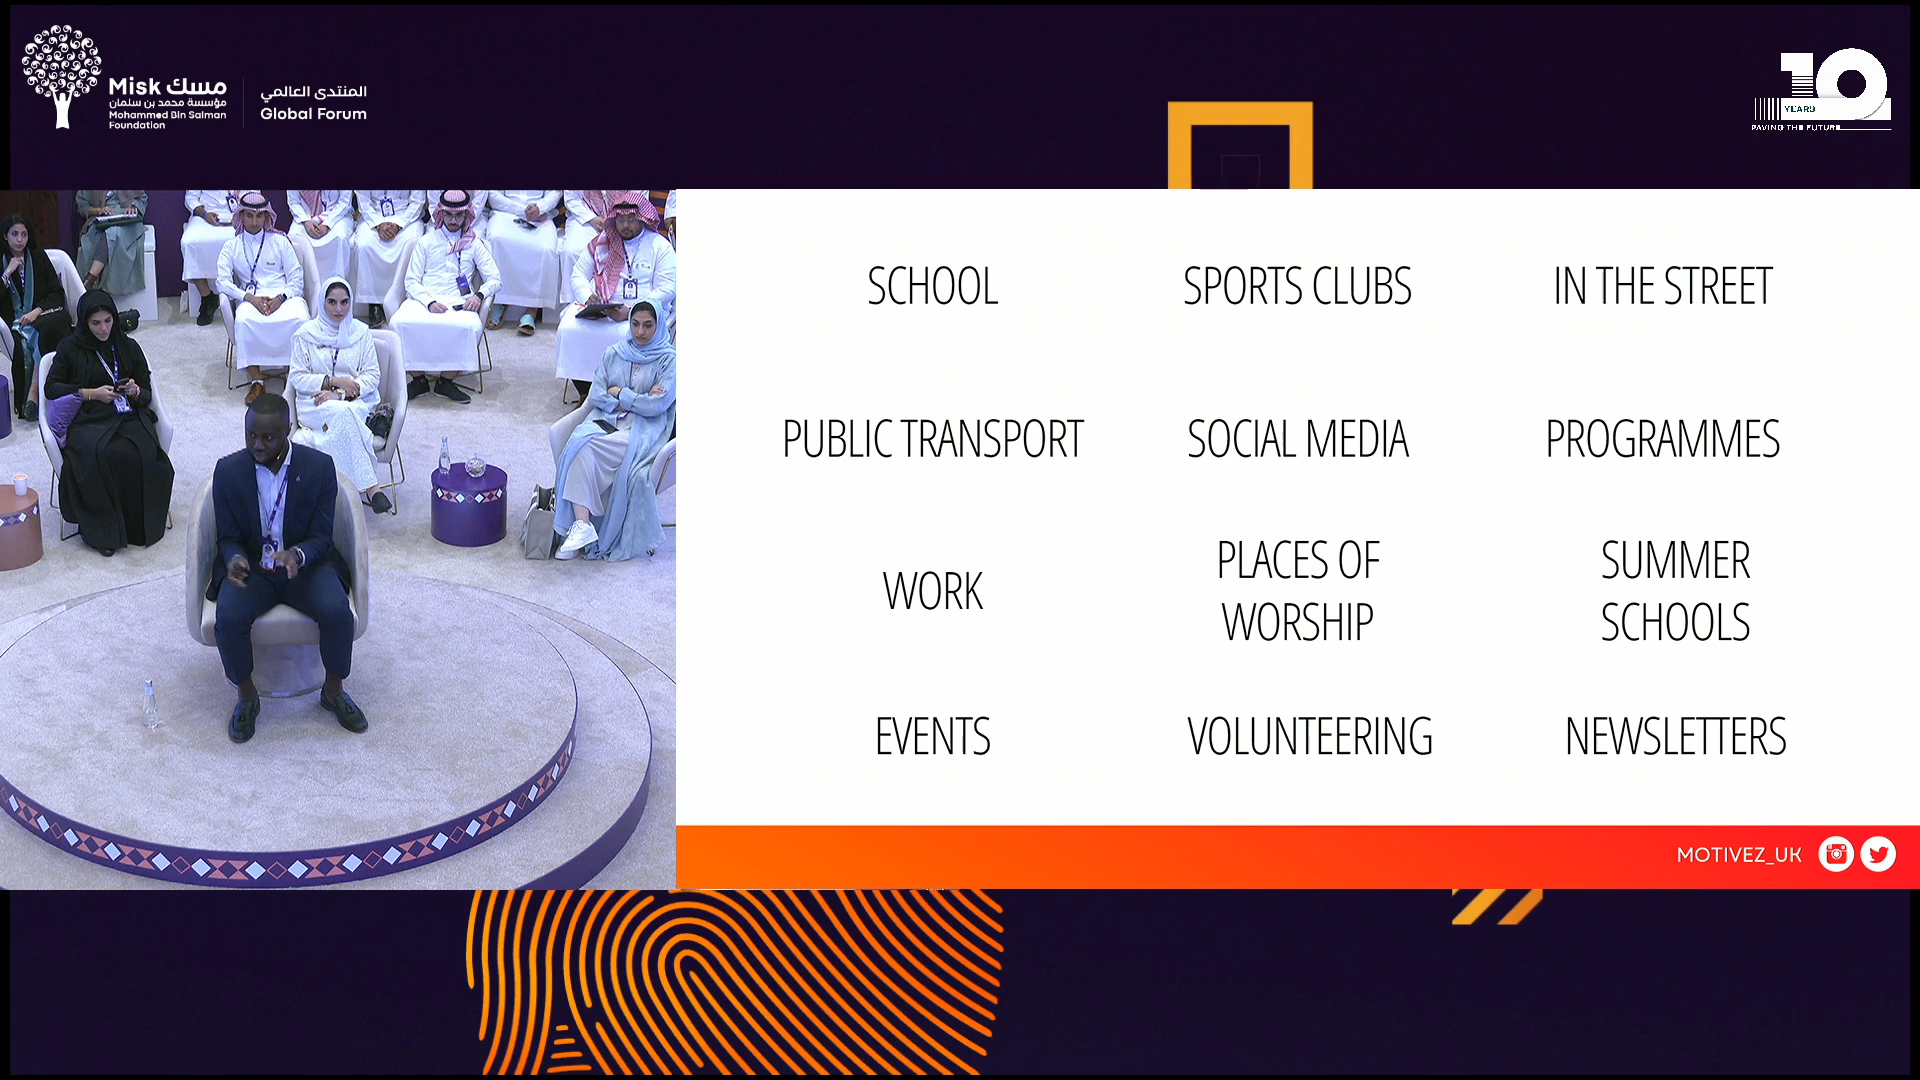 Misk مسك
مؤسسة محمد بن سلمان
Mohammed Bin Salman
Foundation
المنتدى العالمي
Global Forum
10
YEARS
PAVING THE FUTURE
SCHOOL
SPORTS CLUBS
IN THE STREET
PUBLIC TRANSPORT
SOCIAL MEDIA
PROGRAMMES
WORK
PLACES OF
WORSHIP
SUMMER
SCHOOLS
EVENTS
VOLUNTEERING
NEWSLETTERS
MOTIVEZ_UK